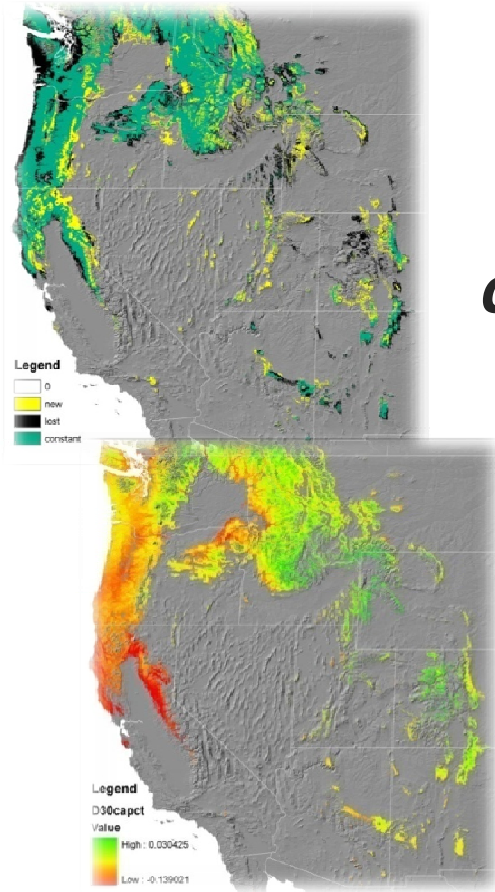 Legend
0
new
lost
constant
Legend
D30capct
Value
High : 0.030425
Low : -0.139021